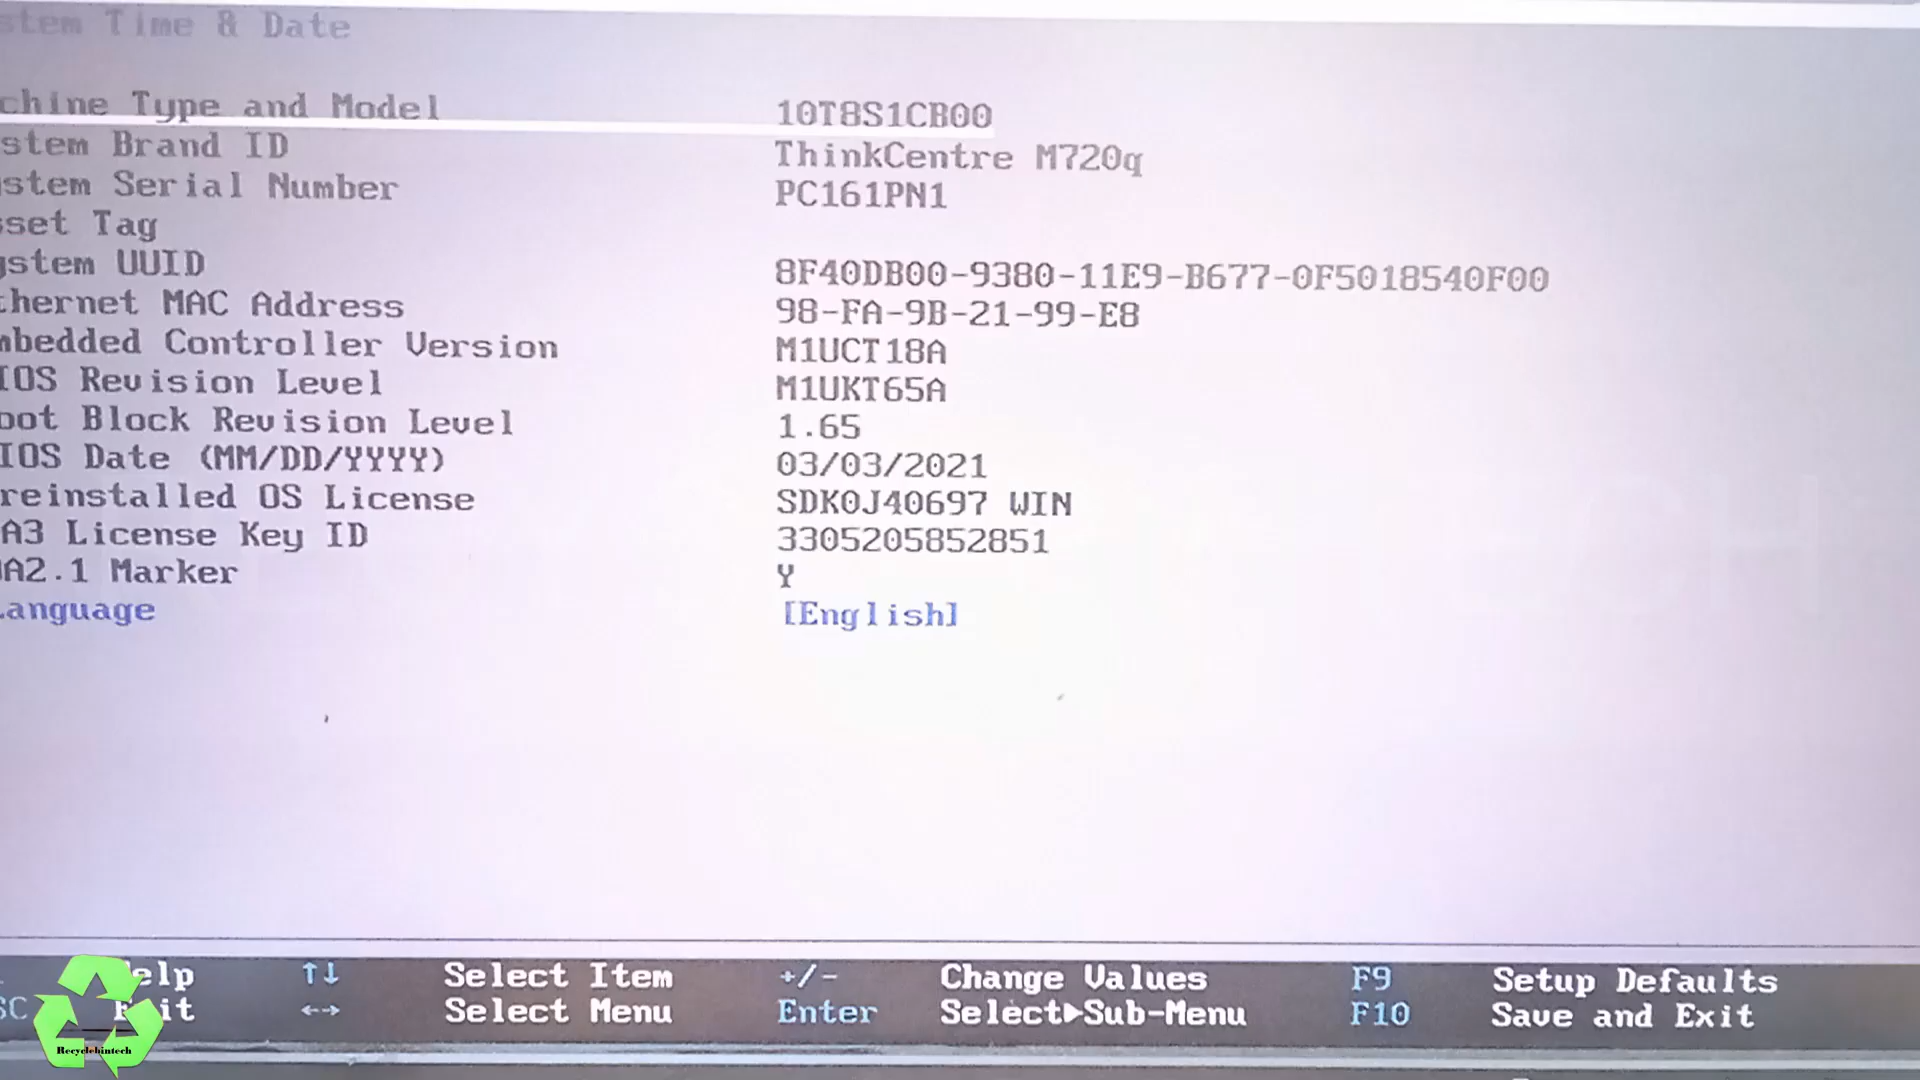 stem Time & Date
chine Type and Model 10T8S1CB00
stem Brand ID ThinkCentre M720q
stem Serial Number PC161PN1
set Tag
stem UUID 8F40DB00-9380-11E9-B677-0F5018540F00
hernet MAC Address 98-FA-9B-21-99-E8
bedded Controller Version M1UCT18A
IOS Revision Level M1UKT65A
oot Block Revision Level 1.65
IOS Date (MM/DD/YYYY) 03/03/2021
reinstalled OS License SDK0J40697 WIN
A3 License Key ID 3305205852851
A2.1 Marker Y
Language [English]
elp ↑↓ Select Item +/- Change Values F9 Setup Defaults
SC Exit ←→ Select Menu Enter Select▶Sub-Menu F10 Save and Exit
Recyclebintech